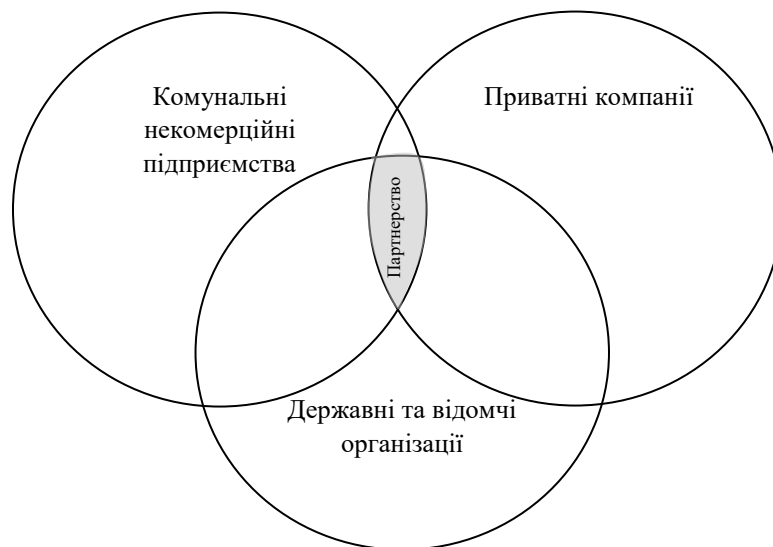 Комунальні
некомерційні
підприємства
Приватні компанії
Партнерство
Державні та відомчі
організації